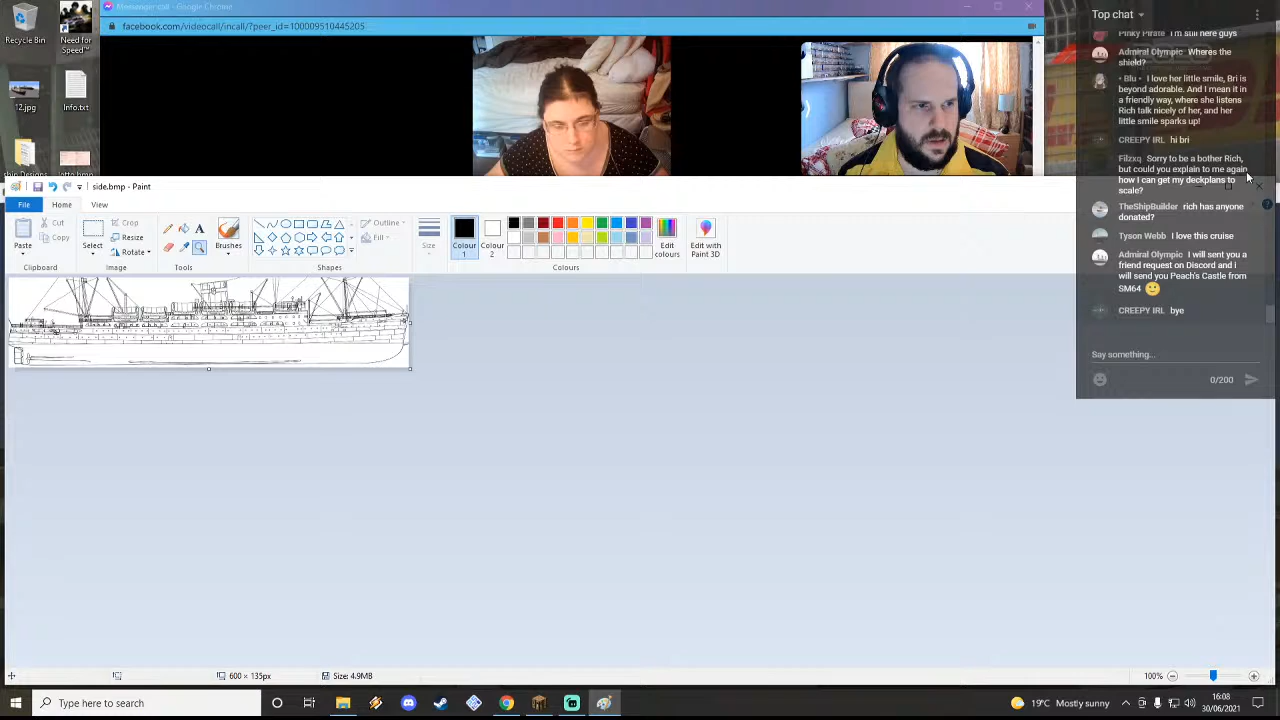 Messenger call - Google Chrome
facebook.com/videocall/incall/?peer_id=100009510445205
Recycle Bin
Need for
Speed™
12.jpg
Info.txt
side.bmp - Paint
File
Home
View
Paste
Cut
Copy
Clipboard
Select
Crop
Resize
Rotate
Image
Tools
Brushes
Shapes
Outline
Fill
Size
Colour
1
Colour
2
Edit
colours
Colours
Edit with
Paint 3D
Top chat
Pinky Pirate I'm still here guys
Admiral Olympic Wheres the
shield?
• Blu • I love her little smile, Bri is
beyond adorable. And I mean it in
a friendly way, where she listens
Rich talk nicely of her, and her
little smile sparks up!
CREEPY IRL hi bri
Filzxq Sorry to be a bother Rich,
but could you explain to me again
how I can get my deckplans to
scale?
TheShipBuilder rich has anyone
donated?
Tyson Webb I love this cruise
Admiral Olympic I will sent you a
friend request on Discord and i
will send you Peach's Castle from
SM64 🙂
CREEPY IRL bye
Say something...
0/200
600 × 135px
Size: 4.9MB
100%
Type here to search
19°C Mostly sunny
16:08
30/06/2021